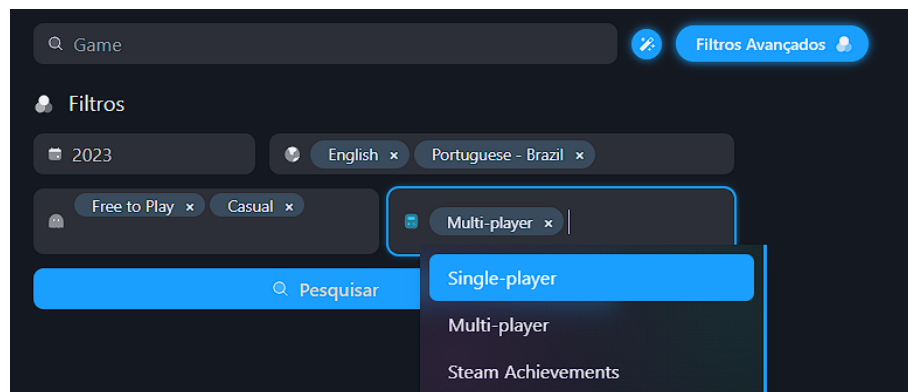 Game
Filtros Avançados
Filtros
2023
English × Portuguese - Brazil ×
Free to Play × Casual ×
Multi-player ×
Pesquisar
Single-player
Multi-player
Steam Achievements